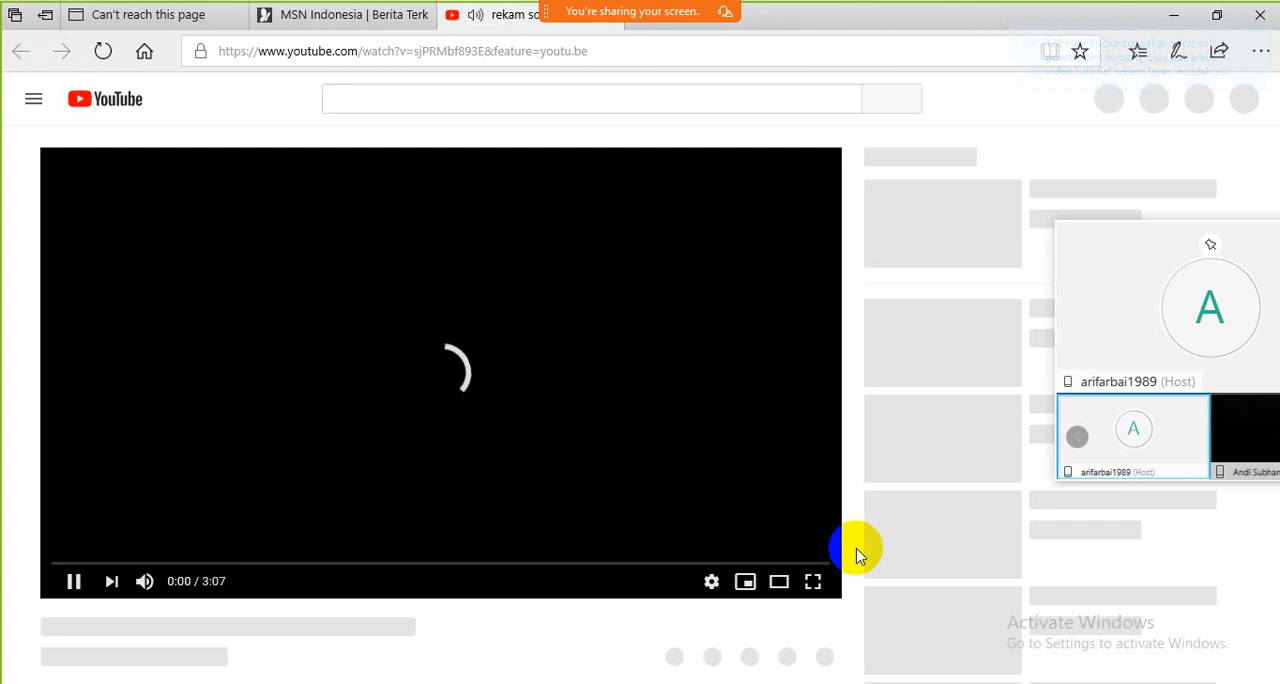 Can't reach this page
MSN Indonesia | Berita Terk
rekam so
You're sharing your screen.
https://www.youtube.com/watch?v=sjPRMbf893E&feature=youtu.be
YouTube
A
arifarbai1989 (Host)
A
arifarbai1989 (Host)
Andi Subhan
0:00 / 3:07
Activate Windows
Go to Settings to activate Windows.